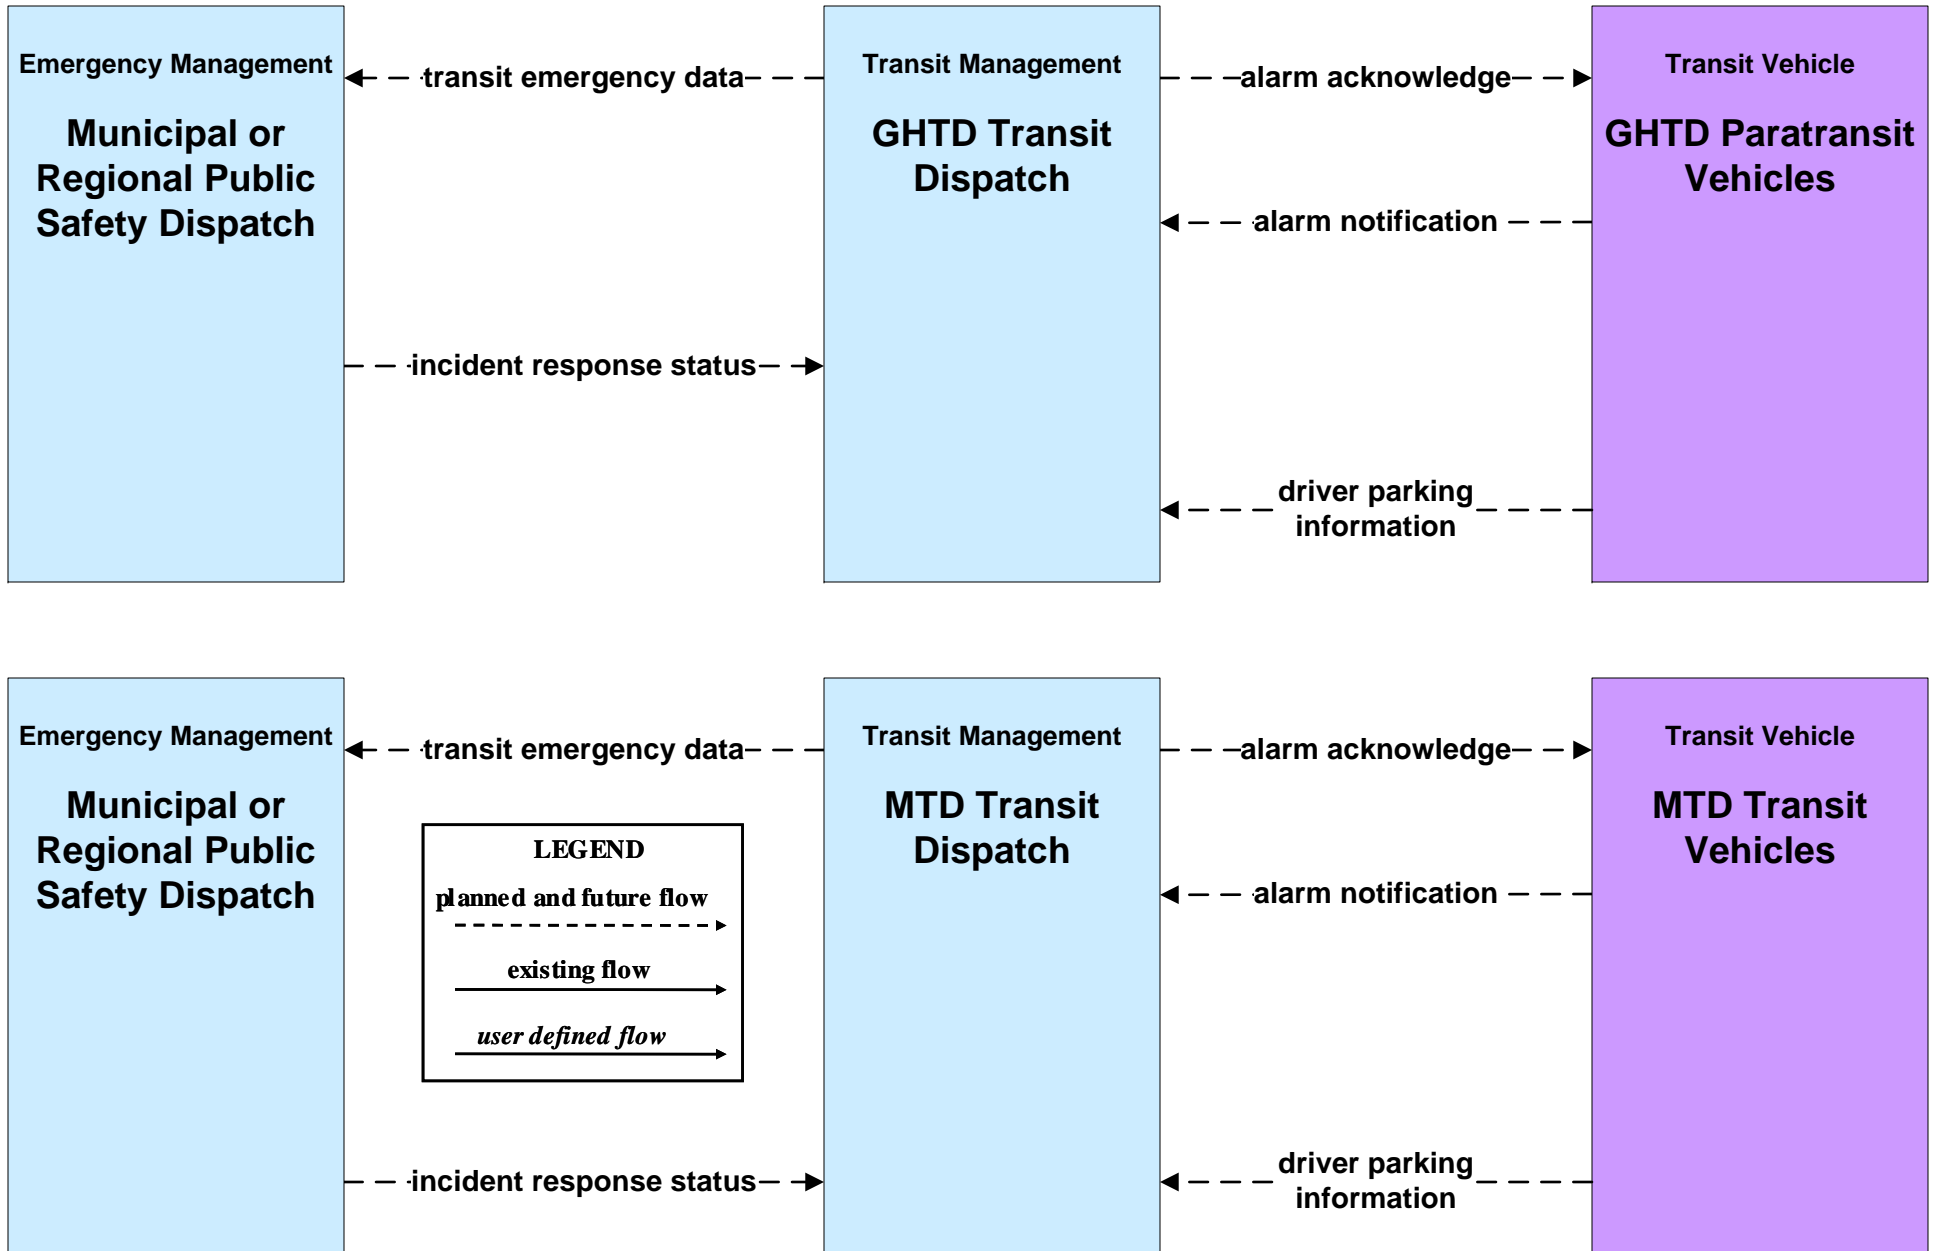 Emergency Management
Municipal or
Regional Public
Safety Dispatch
transit emergency data
incident response status
Transit Management
GHTD Transit
Dispatch
alarm acknowledge
alarm notification
driver parking
information
Transit Vehicle
GHTD Paratransit
Vehicles
Emergency Management
Municipal or
Regional Public
Safety Dispatch
transit emergency data
LEGEND
planned and future flow
existing flow
user defined flow
incident response status
Transit Management
MTD Transit
Dispatch
alarm acknowledge
alarm notification
driver parking
information
Transit Vehicle
MTD Transit
Vehicles